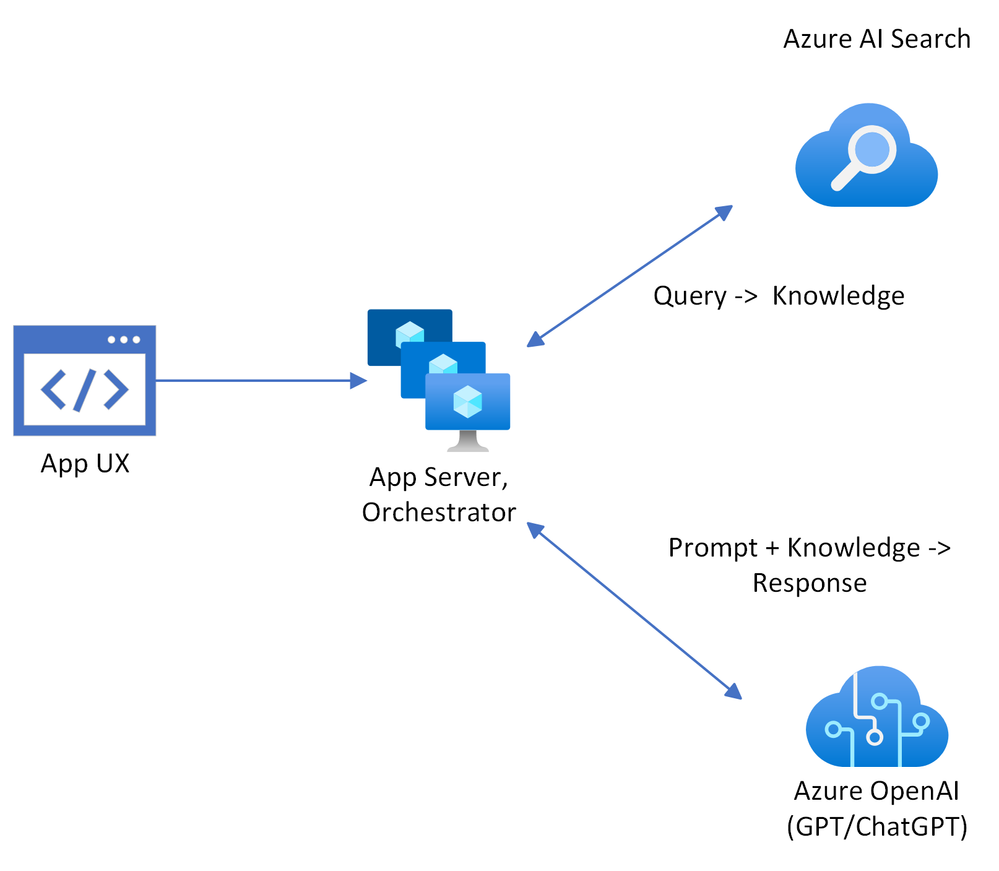 Azure AI Search
Query -> Knowledge
App UX
App Server,
Orchestrator
Prompt + Knowledge ->
Response
Azure OpenAI
(GPT/ChatGPT)